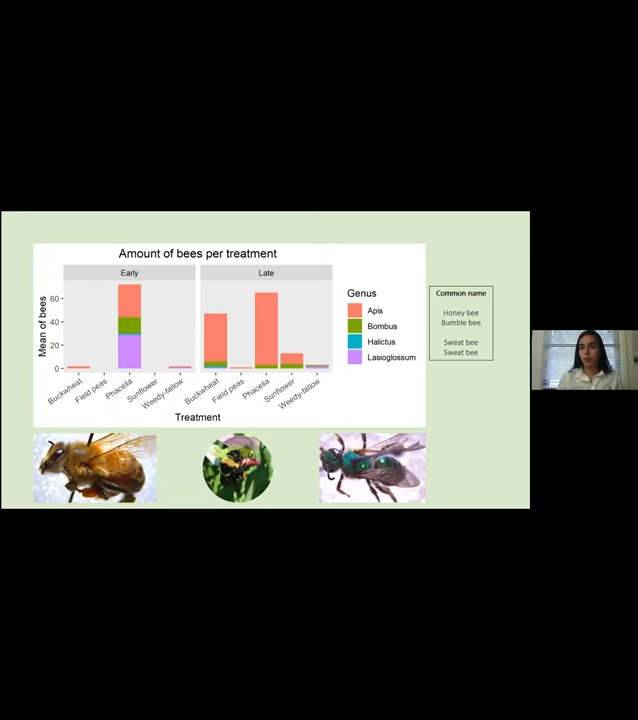 Amount of bees per treatment
Early
Late
Mean of bees
60
40
20
0
Buckwheat
Field peas
Phacelia
Sunflower
Weedy-fallow
Buckwheat
Field peas
Phacelia
Sunflower
Weedy-fallow
Treatment
Genus
Apis
Bombus
Halictus
Lasioglossum
Common name
Honey bee
Bumble bee
Sweat bee
Sweat bee